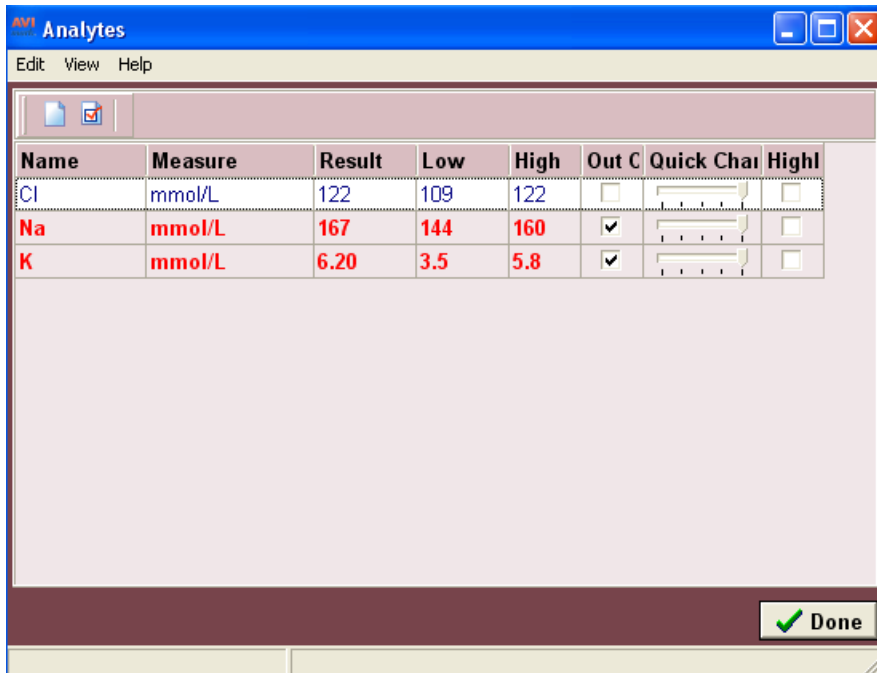 AVI Analytes
Edit View Help
Name Measure Result Low High Out C Quick Chai Highl
Cl mmol/L 122 109 122
Na mmol/L 167 144 160
K mmol/L 6.20 3.5 5.8
Done